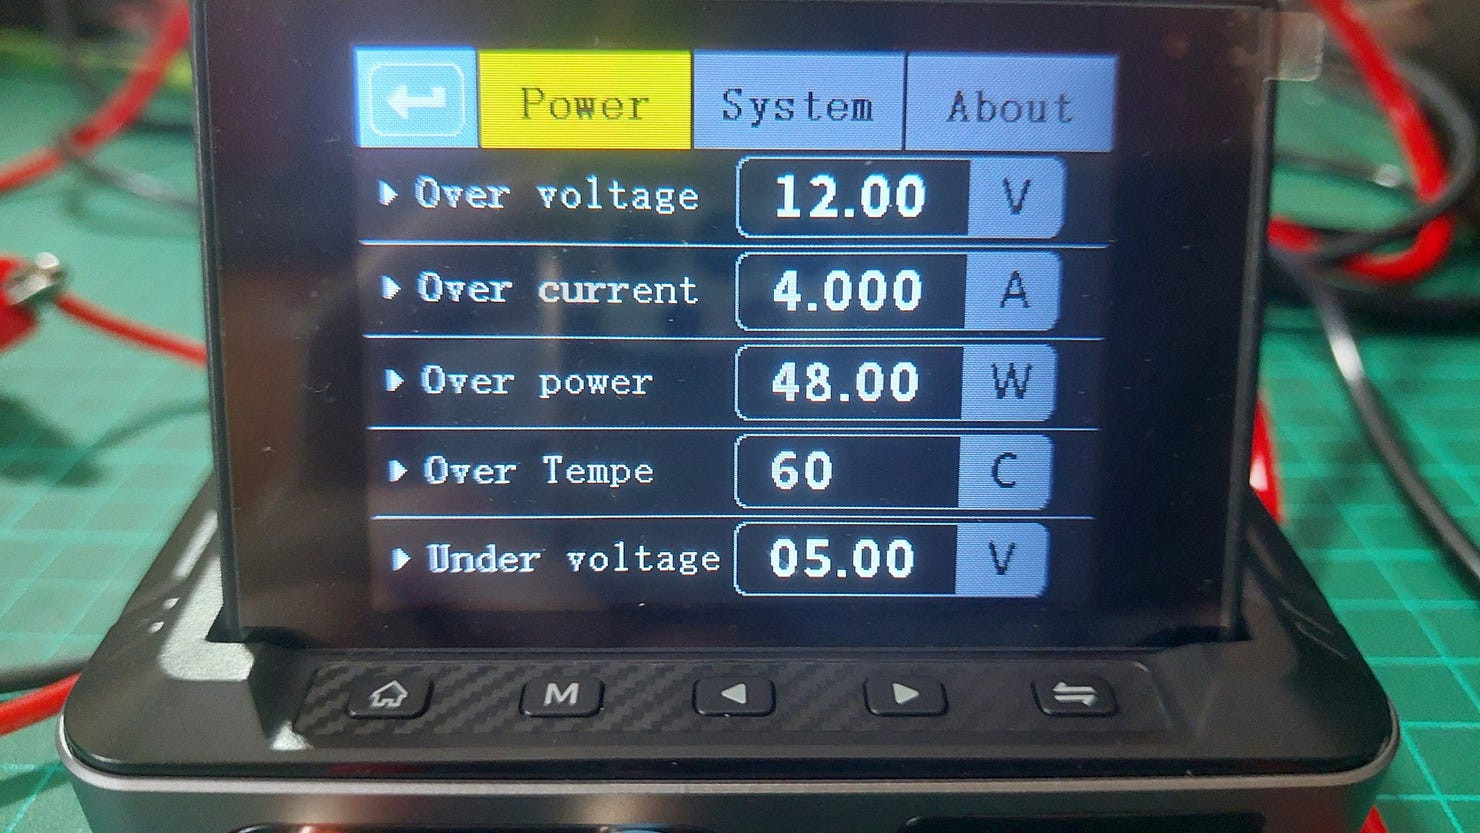 Power System About
Over voltage 12.00 V
Over current 4.000 A
Over power 48.00 W
Over Tempe 60 C
Under voltage 05.00 V
M